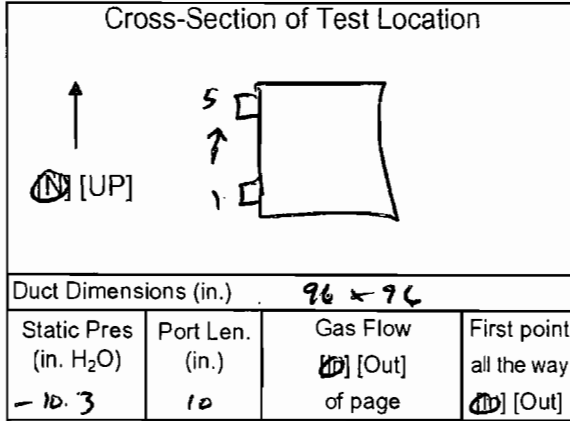 Cross-Section of Test Location
5
[N] [UP]
1
Duct Dimensions (in.) 96 x 96
Static Pres Port Len. Gas Flow First point
(in. H₂O) (in.) [In] [Out] all the way
- 10.3 10 of page [In] [Out]